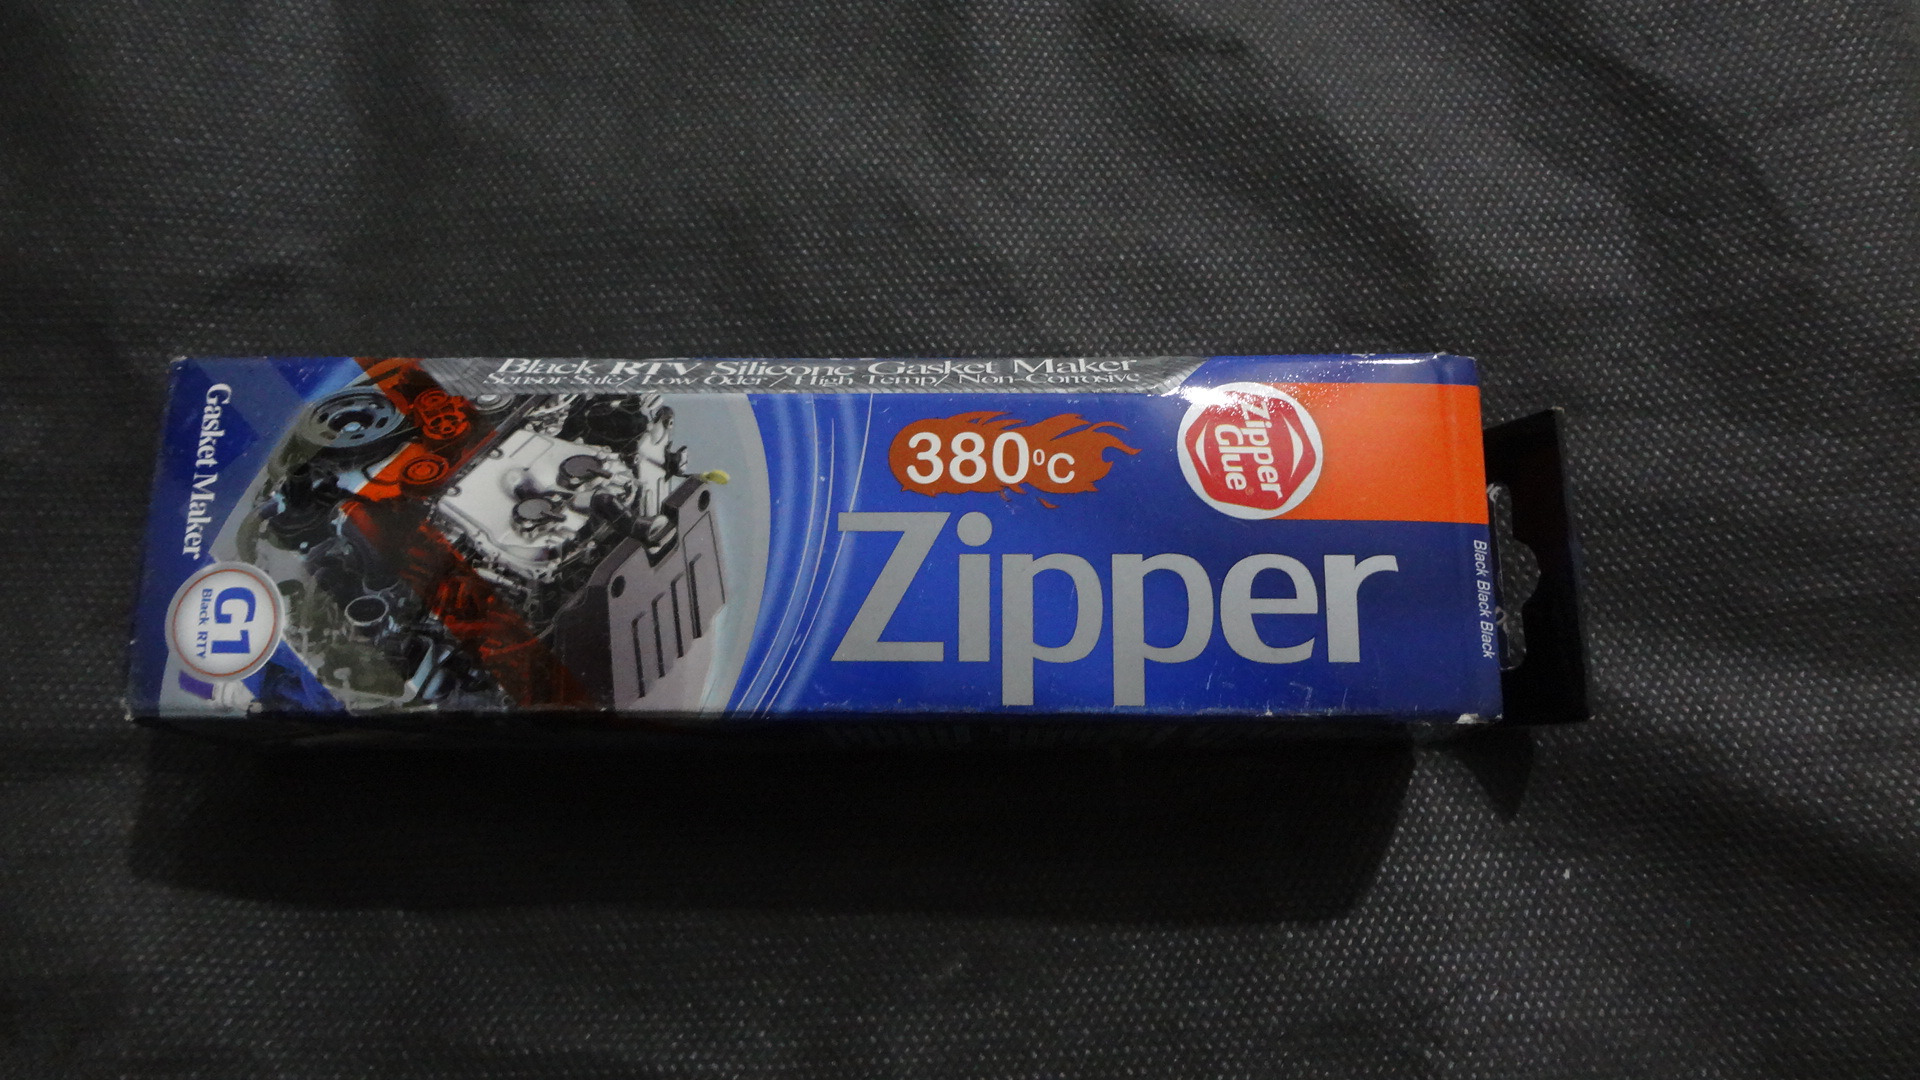 Black RTV Silicone Gasket Maker
Sensor Safe/ Low Oder / High Temp/ Non-Corrosive
Gasket Maker
G1
Black RTV
380°C
Zipper
Zipper
Glue
Black Black Black